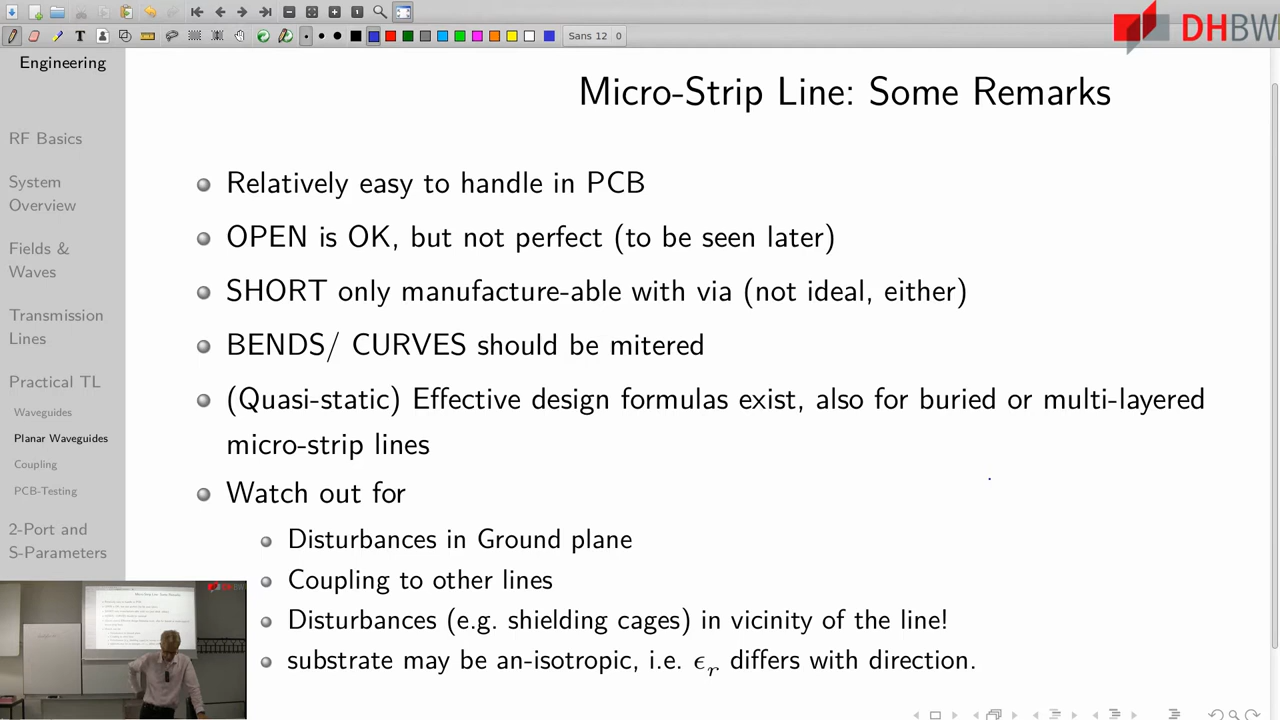 Sans 12 0
DHBW
Engineering
RF Basics
System
Overview
Fields &
Waves
Transmission
Lines
Practical TL
Waveguides
Planar Waveguides
Coupling
PCB-Testing
2-Port and
S-Parameters
Micro-Strip Line: Some Remarks
Relatively easy to handle in PCB
OPEN is OK, but not perfect (to be seen later)
SHORT only manufacture-able with via (not ideal, either)
BENDS/ CURVES should be mitered
(Quasi-static) Effective design formulas exist, also for buried or multi-layered
micro-strip lines
Watch out for
Disturbances in Ground plane
Coupling to other lines
Disturbances (e.g. shielding cages) in vicinity of the line!
substrate may be an-isotropic, i.e. ϵr differs with direction.